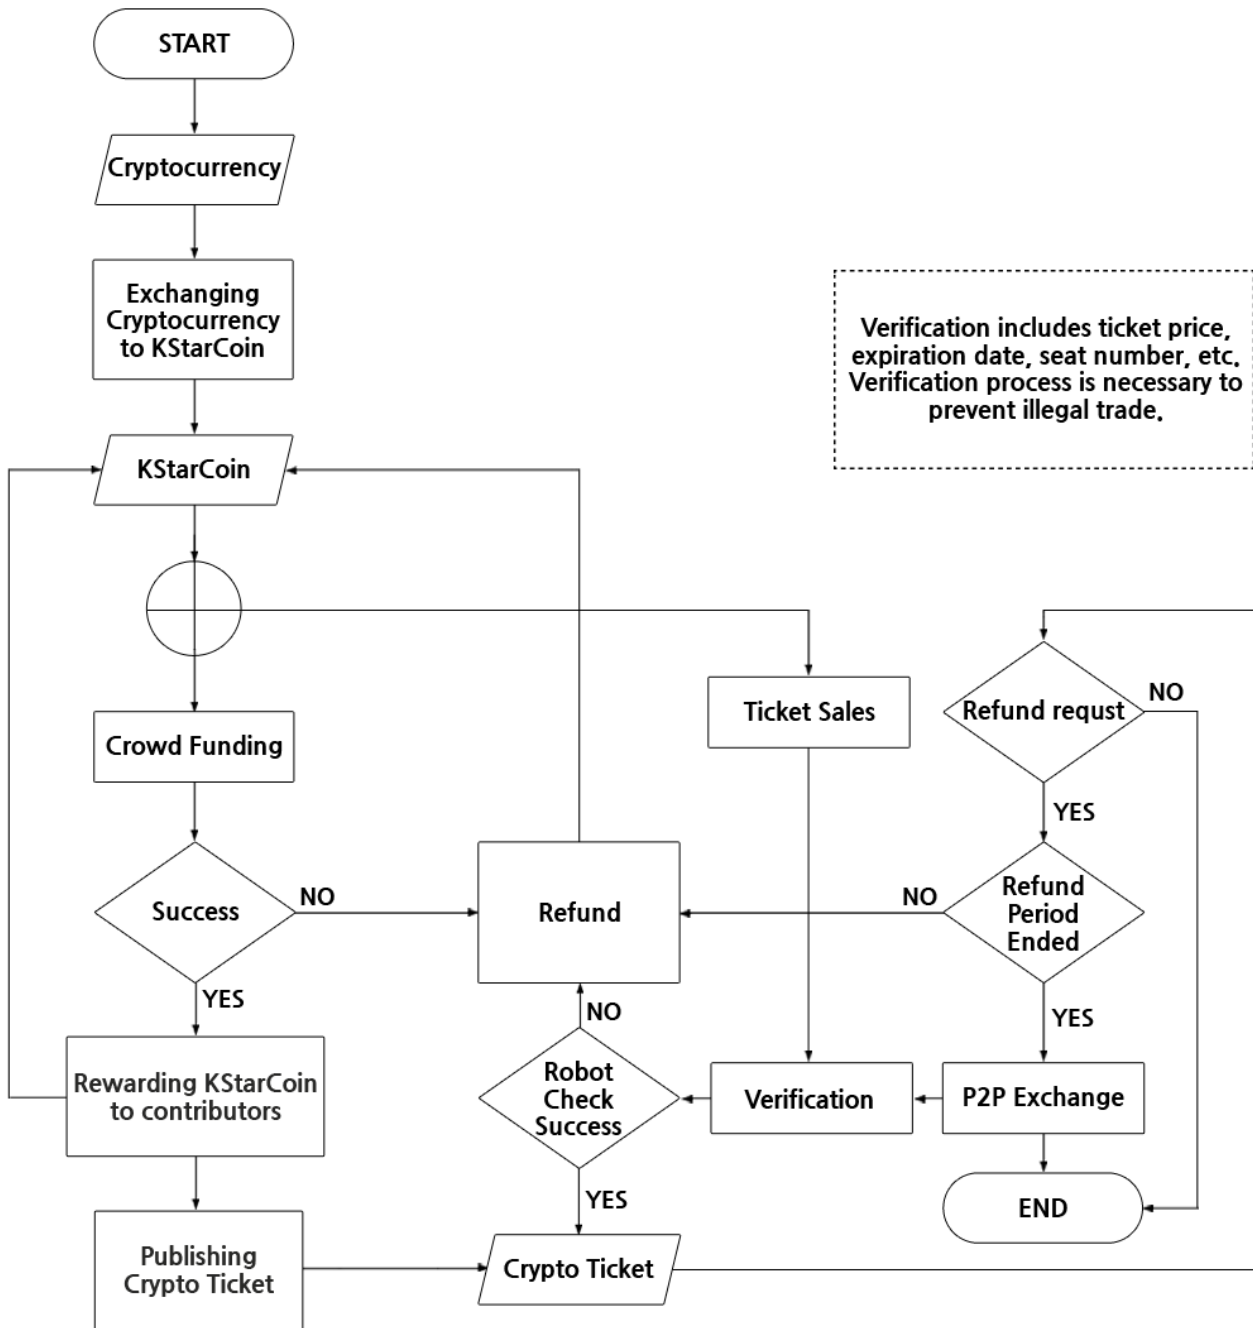 START
Cryptocurrency
Exchanging
Cryptocurrency
to KStarCoin
Verification includes ticket price,
expiration date, seat number, etc.
Verification process is necessary to
prevent illegal trade.
KStarCoin
Ticket Sales
Refund requst
NO
Crowd Funding
YES
Success
NO
Refund
NO
Refund
Period
Ended
YES
NO
YES
Rewarding KStarCoin
to contributors
Robot
Check
Success
Verification
P2P Exchange
YES
END
Publishing
Crypto Ticket
Crypto Ticket